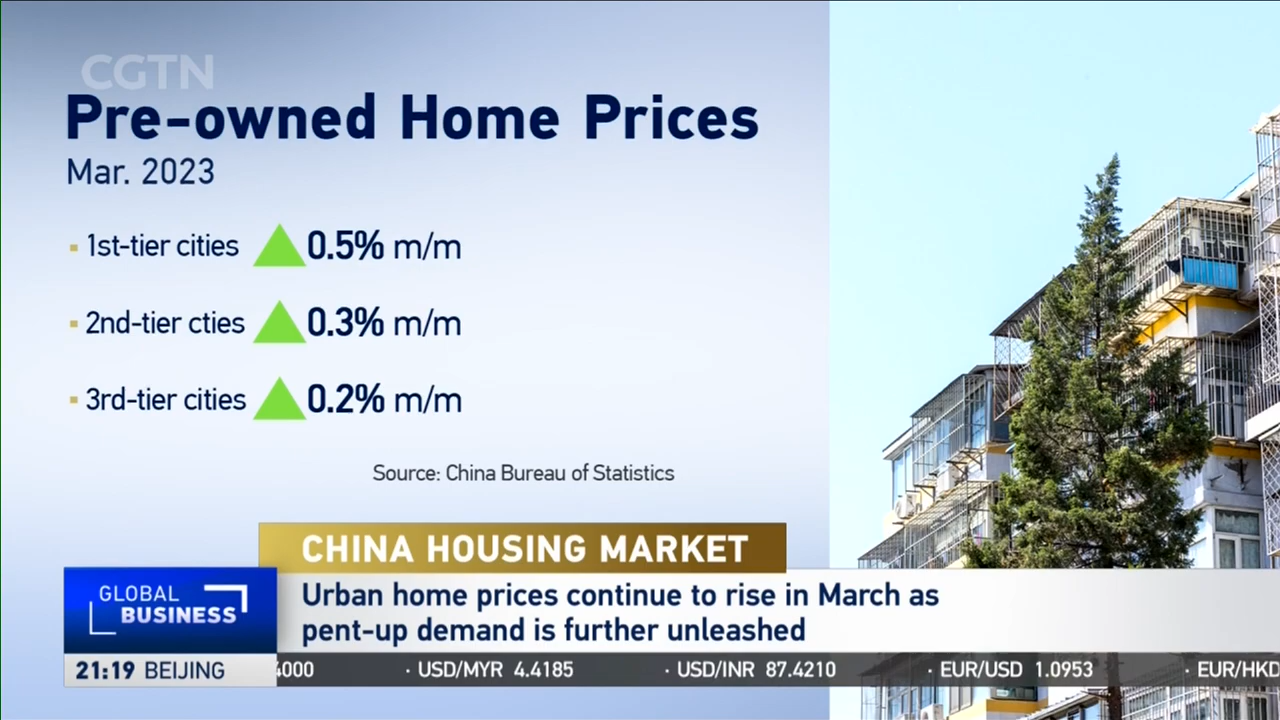 CGTN
Pre-owned Home Prices
Mar. 2023
1st-tier cities 0.5% m/m
2nd-tier cties 0.3% m/m
3rd-tier cities 0.2% m/m
Source: China Bureau of Statistics
CHINA HOUSING MARKET
GLOBAL
BUSINESS
Urban home prices continue to rise in March as
pent-up demand is further unleashed
21:19 BEIJING
4000 · USD/MYR 4.4185 · USD/INR 87.4210 · EUR/USD 1.0953 · EUR/HKD